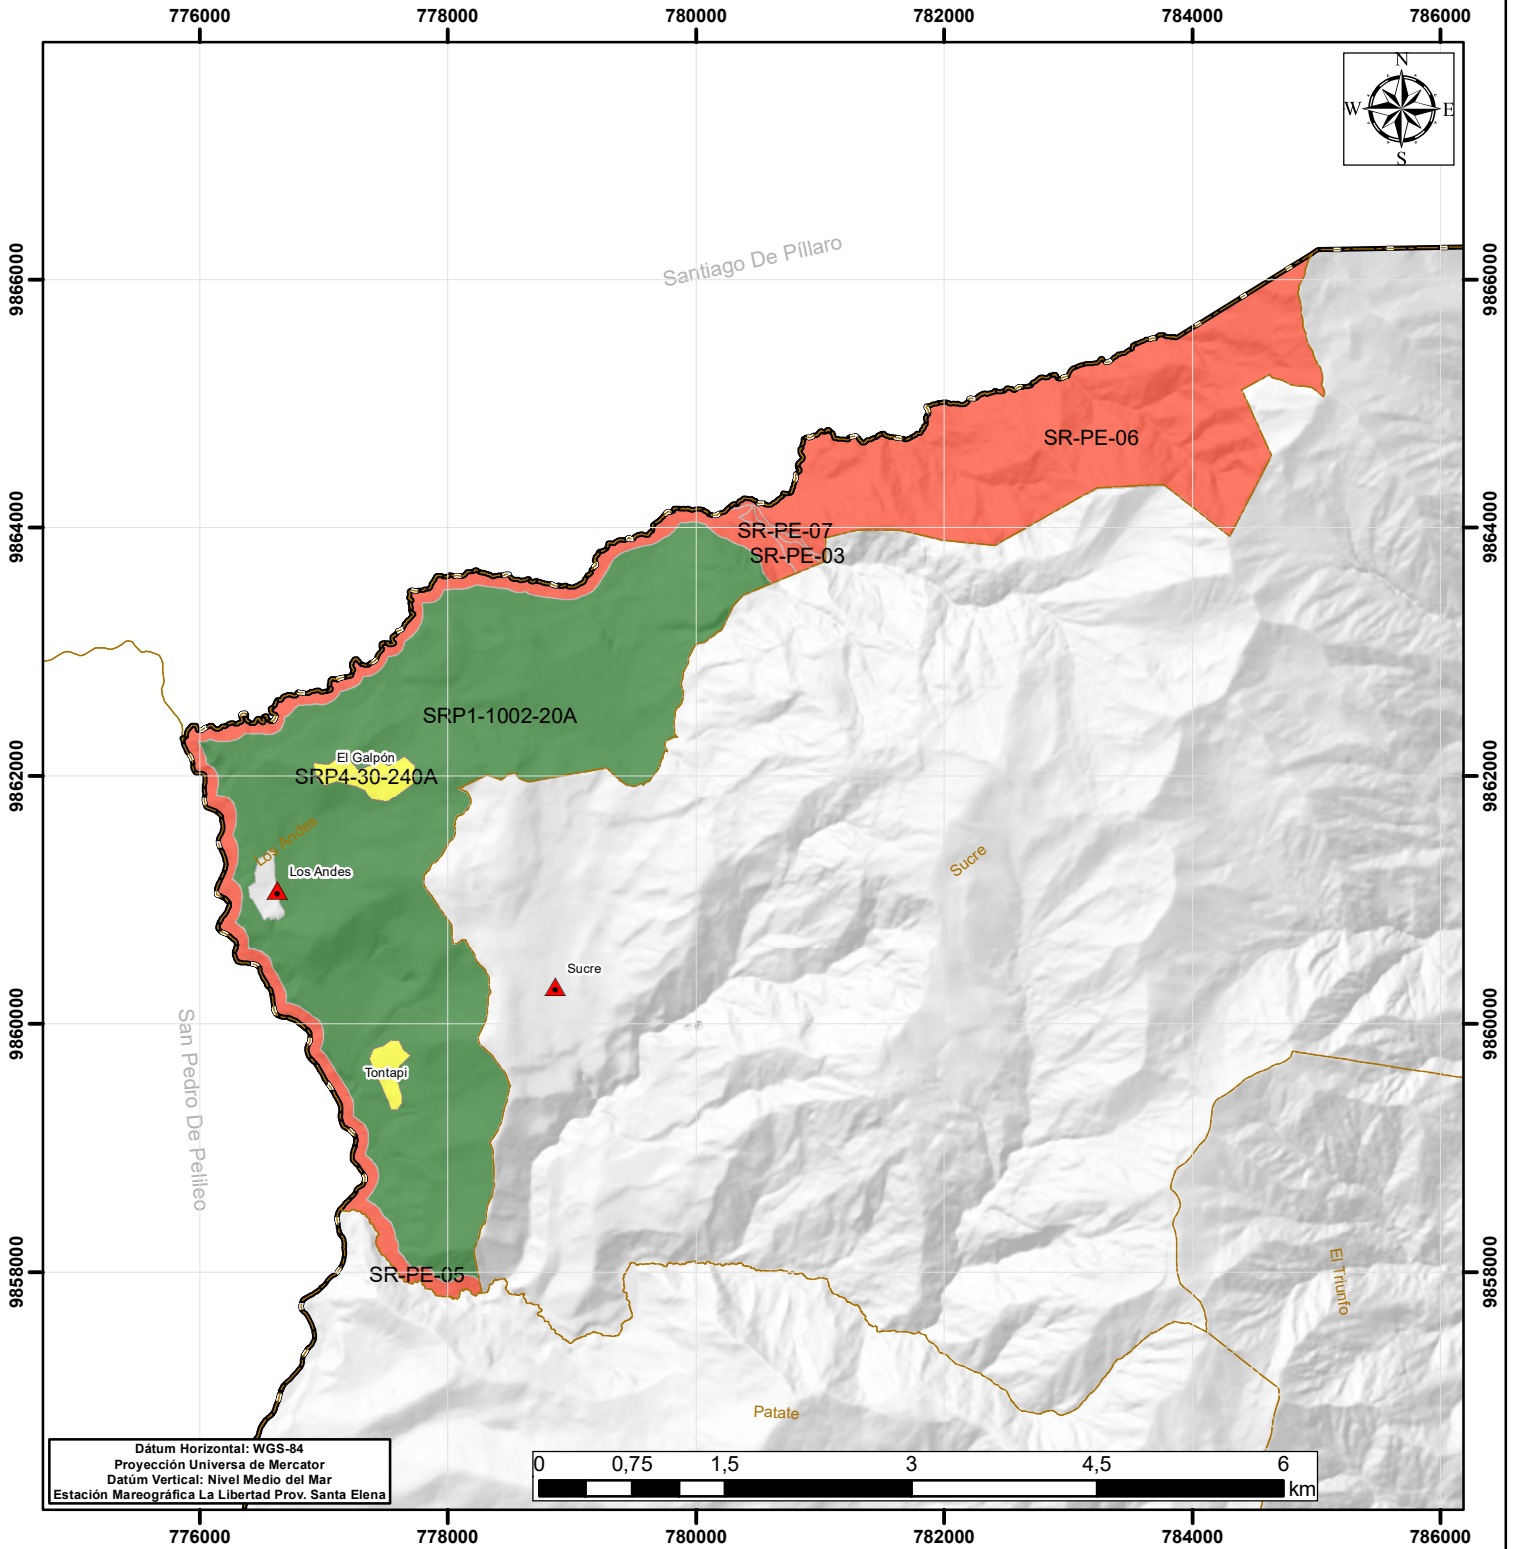 776000 778000 780000 782000 784000 786000
N
W E
S
Santiago De Píllaro
9866000 9866000
SR-PE-06
9864000 9864000
SR-PE-07
SR-PE-03
SRP1-1002-20A
El Galpón
SRP4-30-240A
9862000 9862000
Los Andes
Los Andes
Sucre
Sucre
9860000 9860000
San Pedro De Pelileo
Tontapi
El Triunfo
9858000 9858000
SR-PE-05
Patate
Dátum Horizontal: WGS-84
Proyección Universa de Mercator
Datúm Vertical: Nivel Medio del Mar
Estación Mareográfica La Libertad Prov. Santa Elena
0 0,75 1,5 3 4,5 6
km
776000 778000 780000 782000 784000 786000